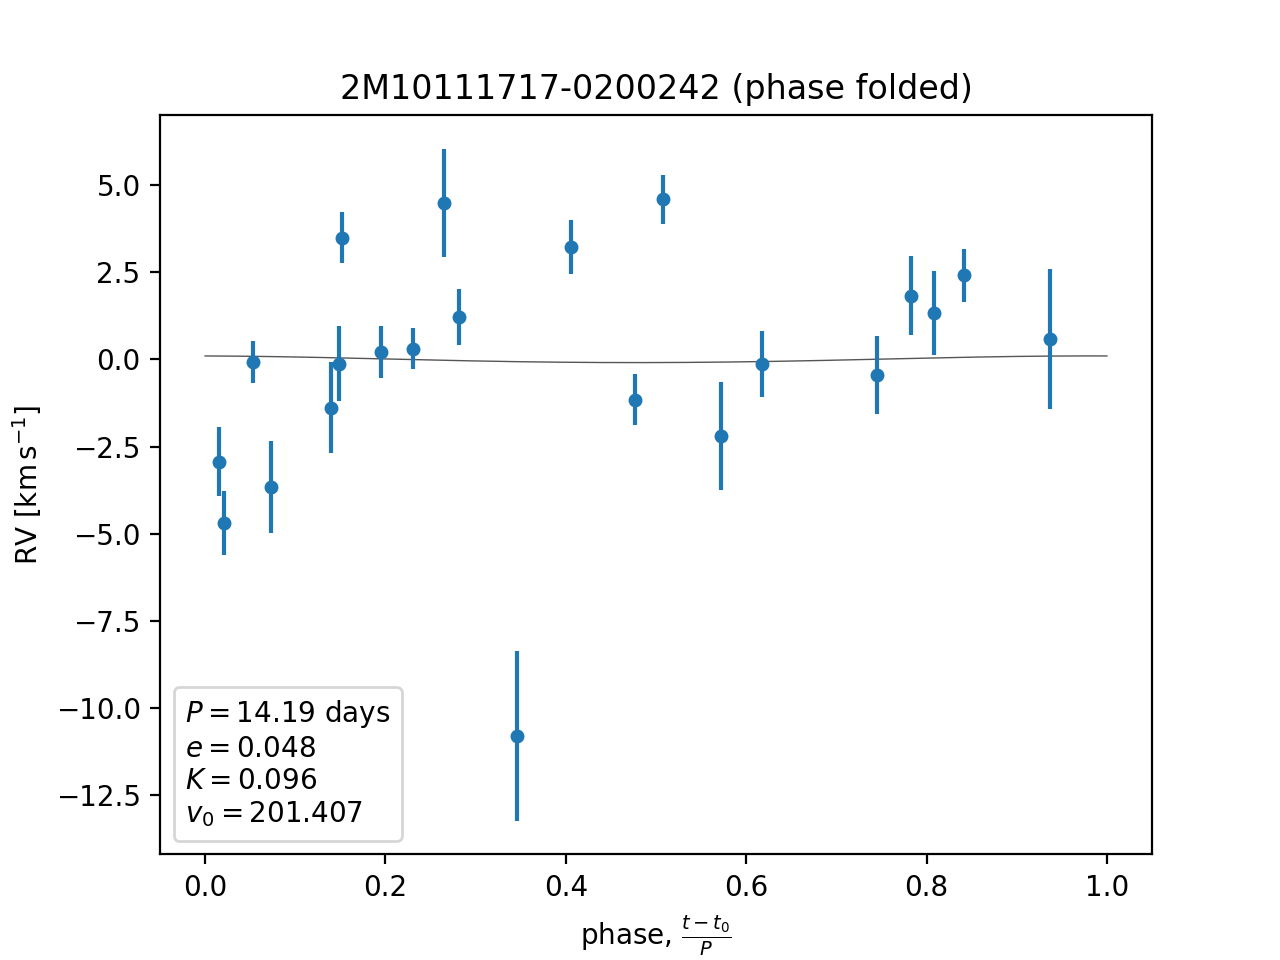 2M10111717-0200242 (phase folded)
RV [km s⁻¹]
5.0
2.5
0.0
−2.5
−5.0
−7.5
−10.0
−12.5
P = 14.19 days
e = 0.048
K = 0.096
v₀ = 201.407
0.0 0.2 0.4 0.6 0.8 1.0
phase, (t − t₀)/P